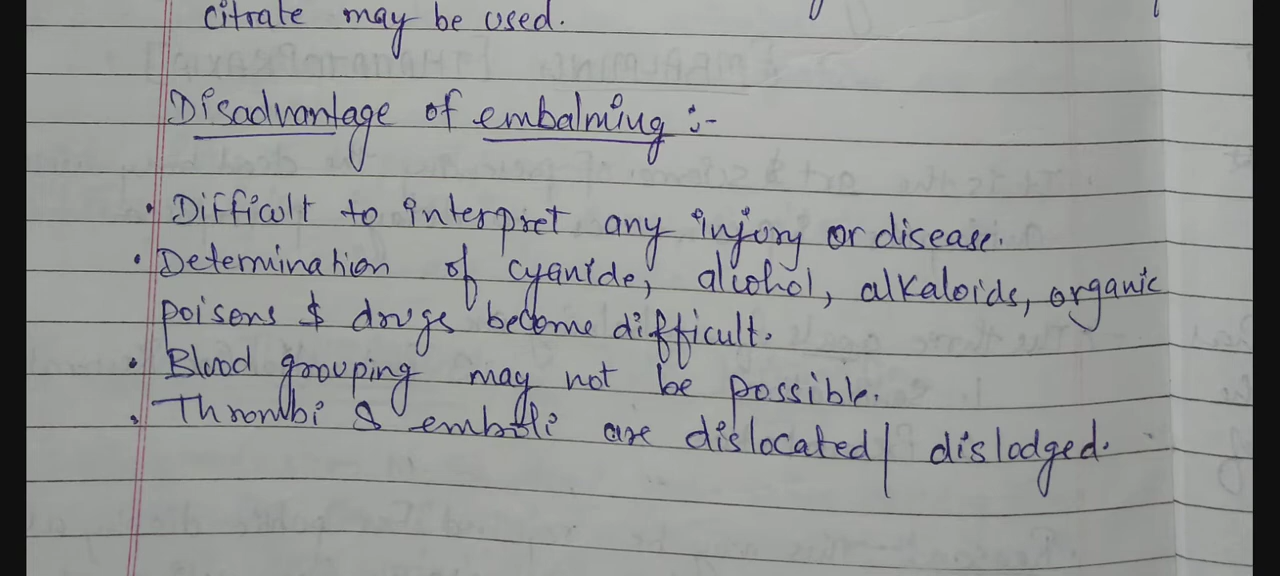 citrate may be used.
Disadvantage of embalming :-
• Difficult to interpret any injury or disease.
• Determination of cyanide, alcohol, alkaloids, organic
poisons & drugs become difficult.
• Blood grouping may not be possible.
• Thrombi & emboli are dislocated/ dislodged.